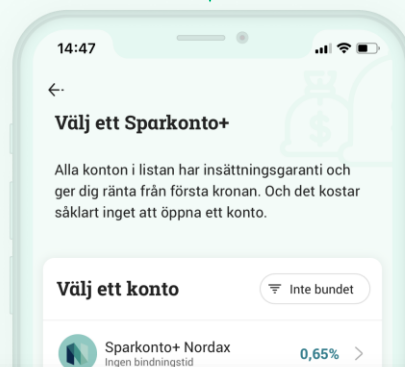 14:47
Välj ett Sparkonto+
Alla konton i listan har insättningsgaranti och
ger dig ränta från första kronan. Och det kostar
såklart inget att öppna ett konto.
Välj ett konto
Inte bundet
Sparkonto+ Nordax
0,65%
Ingen bindningstid